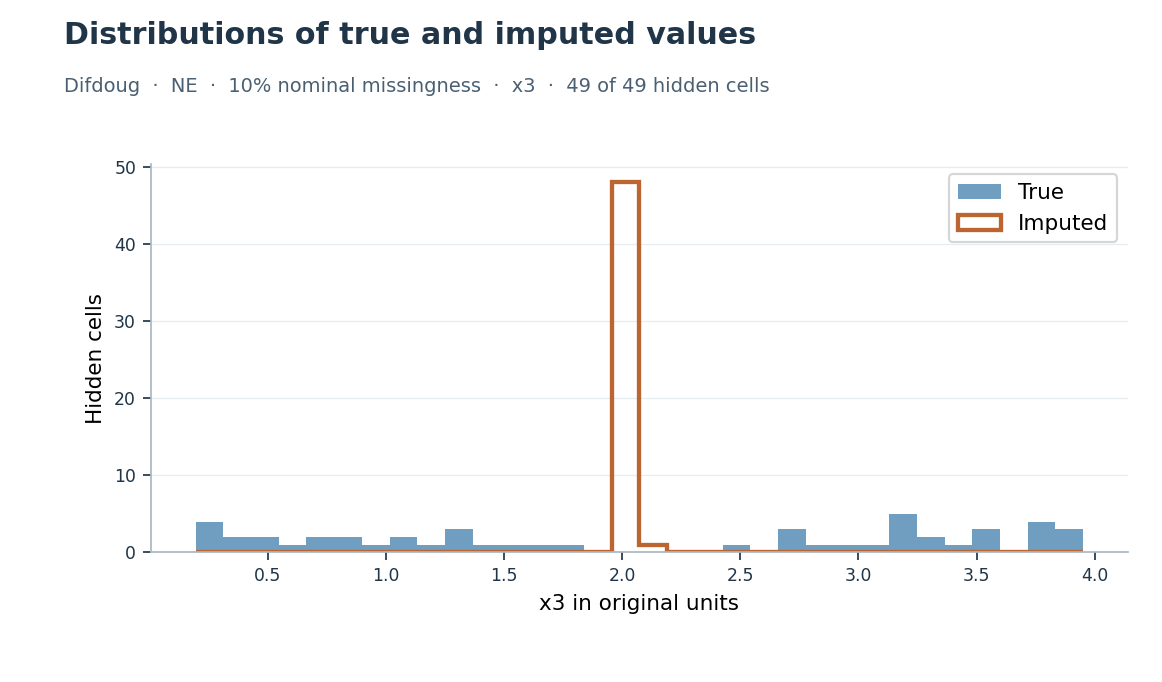 Distributions of true and imputed values
Difdoug · NE · 10% nominal missingness · x3 · 49 of 49 hidden cells
50
40
30
20
10
0
Hidden cells
True
Imputed
0.5 1.0 1.5 2.0 2.5 3.0 3.5 4.0
x3 in original units